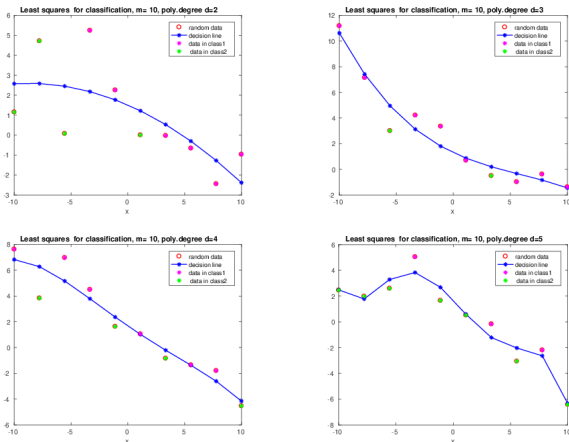 Least squares for classification, m= 10, poly.degree d=2
6
5
4
3
2
1
0
-1
-2
-3
-10
-5
0
5
10
x
random data
decision line
data in class1
data in class2
Least squares for classification, m= 10, poly.degree d=3
12
10
8
6
4
2
0
-2
-10
-5
0
5
10
x
random data
decision line
data in class1
data in class2
Least squares for classification, m= 10, poly.degree d=4
8
6
4
2
0
-2
-4
-6
-10
-5
0
5
10
x
random data
decision line
data in class1
data in class2
Least squares for classification, m= 10, poly.degree d=5
6
4
2
0
-2
-4
-6
-8
-10
-5
0
5
10
x
random data
decision line
data in class1
data in class2